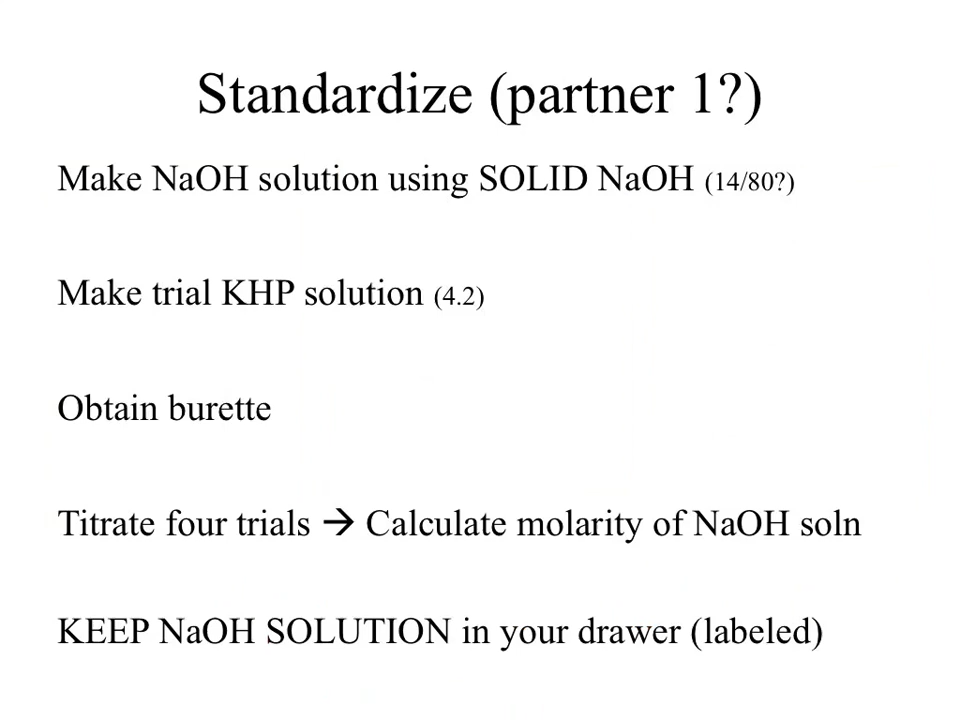 Standardize (partner 1?)
Make NaOH solution using SOLID NaOH (14/80?)
Make trial KHP solution (4.2)
Obtain burette
Titrate four trials → Calculate molarity of NaOH soln
KEEP NaOH SOLUTION in your drawer (labeled)